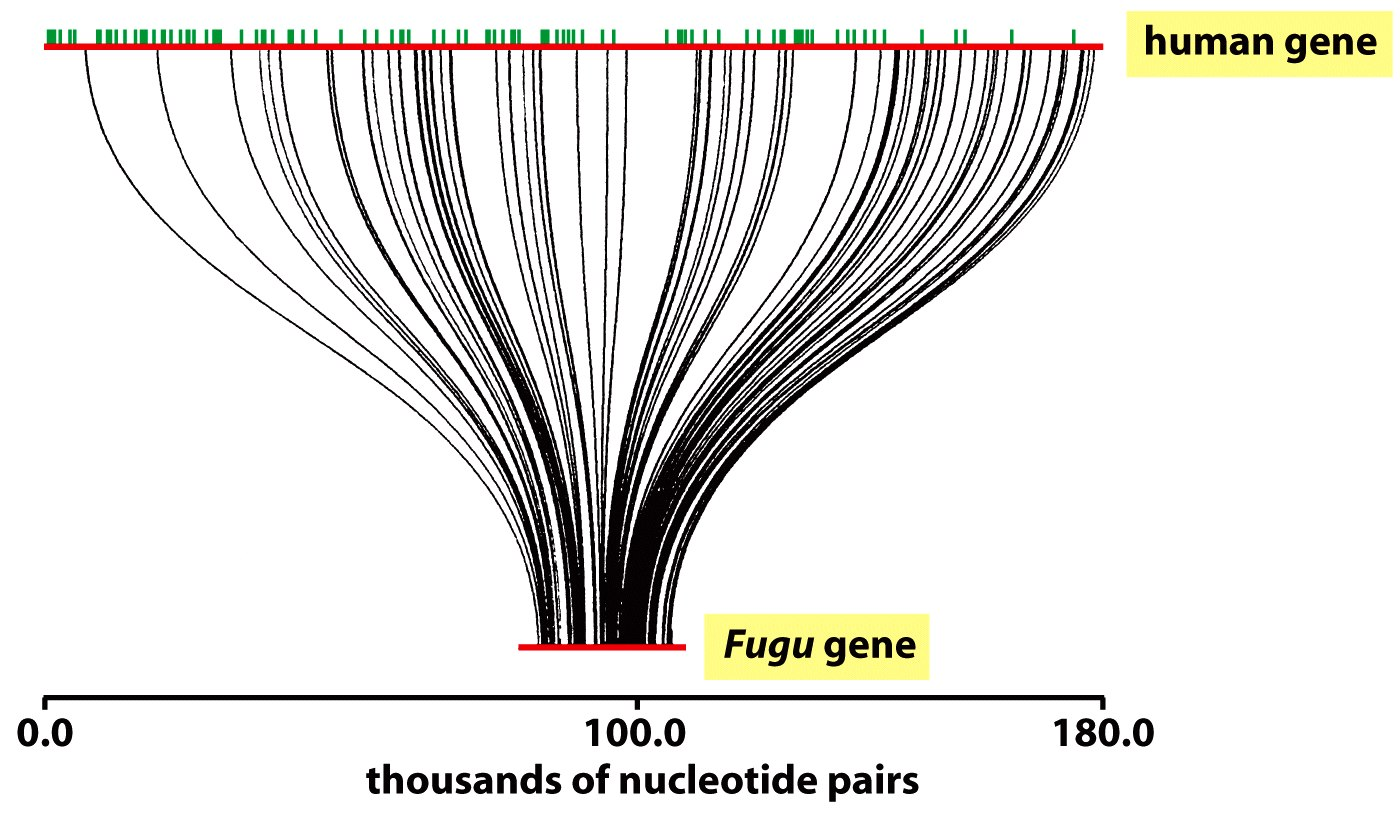 human gene
Fugu gene
0.0 100.0 180.0
thousands of nucleotide pairs